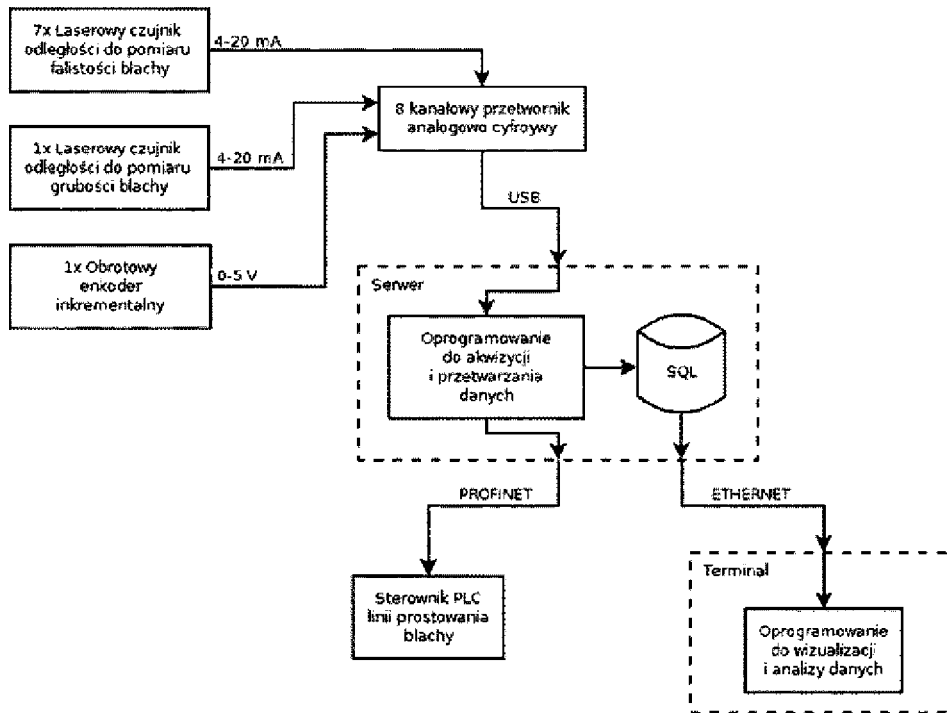 7x Laserowy czujnik
odległości do pomiaru
falistości blachy
4-20 mA
8 kanałowy przetwornik
analogowo cyfroywy
1x Laserowy czujnik
odległości do pomiaru
grubości blachy
4-20 mA
USB
1x Obrotowy
enkoder
inkrementalny
0-5 V
Serwer
Oprogramowanie
do akwizycji
i przetwarzania
danych
SQL
PROFINET
ETHERNET
Sterownik PLC
linii prostowania
blachy
Terminal
Oprogramowanie
do wizualizacji
i analizy danych